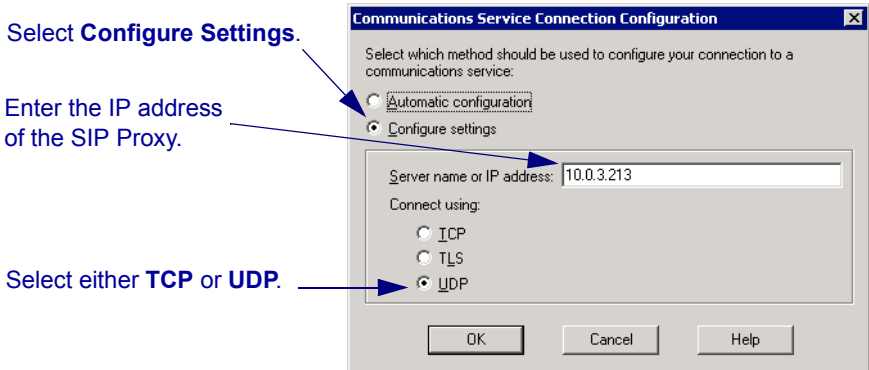 Communications Service Connection Configuration
Select Configure Settings.
Select which method should be used to configure your connection to a
communications service:
Automatic configuration
Enter the IP address
of the SIP Proxy.
Configure settings
Server name or IP address: 10.0.3.213
Connect using:
TCP
TLS
Select either TCP or UDP.
UDP
OK Cancel Help